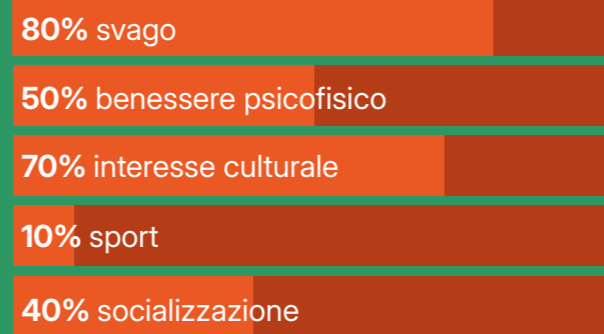 80% svago
50% benessere psicofisico
70% interesse culturale
10% sport
40% socializzazione